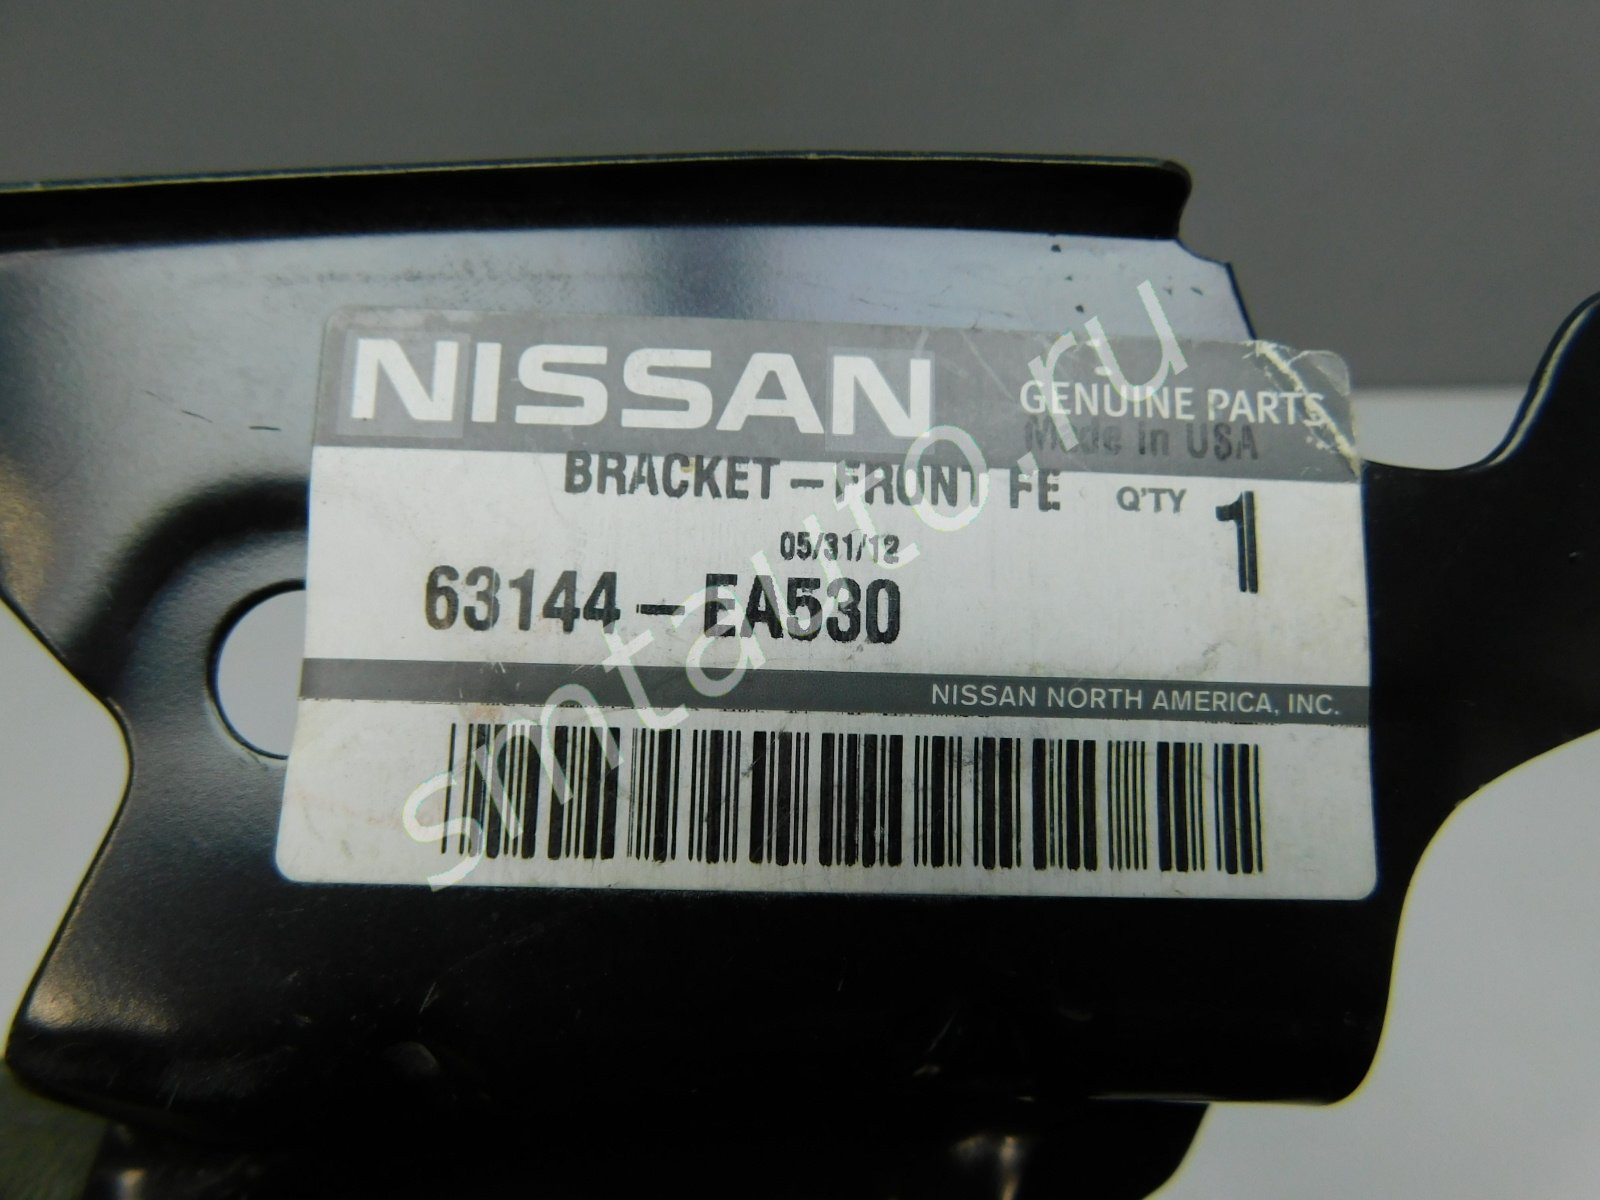 NISSAN
GENUINE PARTS
Made in USA
BRACKET-FRONT FE
Q'TY 1
05/31/12
63144-EA530
NISSAN NORTH AMERICA, INC.
smtauto.ru